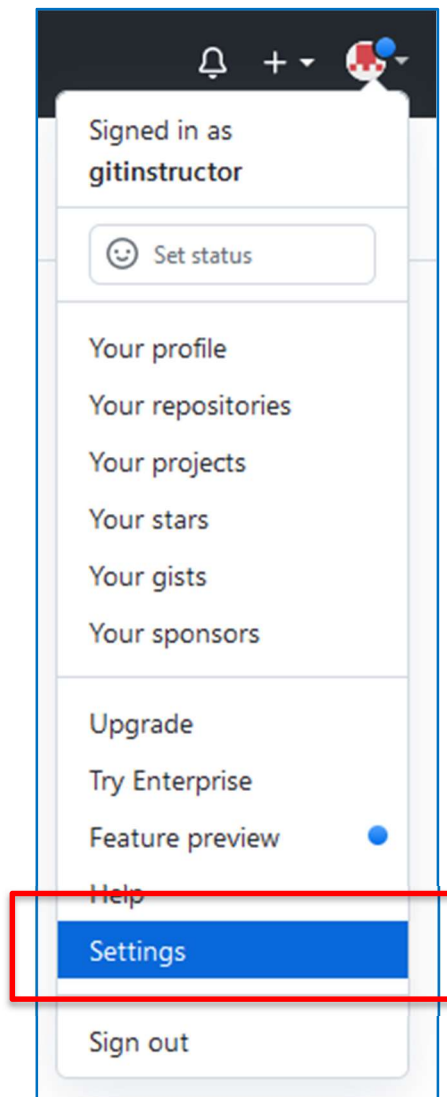 Signed in as
gitinstructor
Set status
Your profile
Your repositories
Your projects
Your stars
Your gists
Your sponsors
Upgrade
Try Enterprise
Feature preview
Help
Settings
Sign out